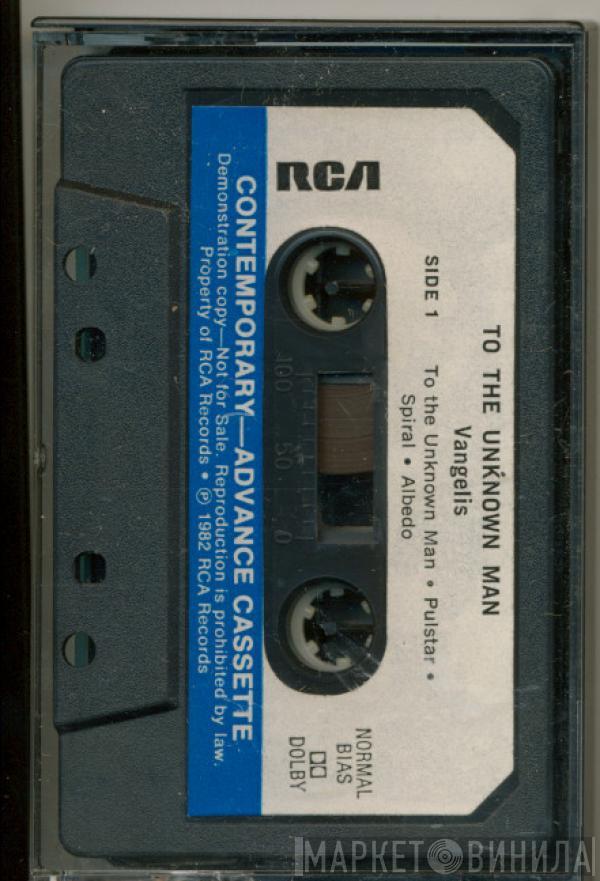 TO THE UNKNOWN MAN
Vangelis
SIDE 1
To the Unknown Man • Pulstar •
Spiral • Albedo
RCA
100 50 0
NORMAL
BIAS
DOLBY
CONTEMPORARY—ADVANCE CASSETTE
Demonstration copy—Not for Sale. Reproduction is prohibited by law.
Property of RCA Records • ℗ 1982 RCA Records
МАРКЕТ ВИНИЛА